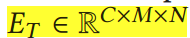 E_T ∈ ℝ^{C×M×N}